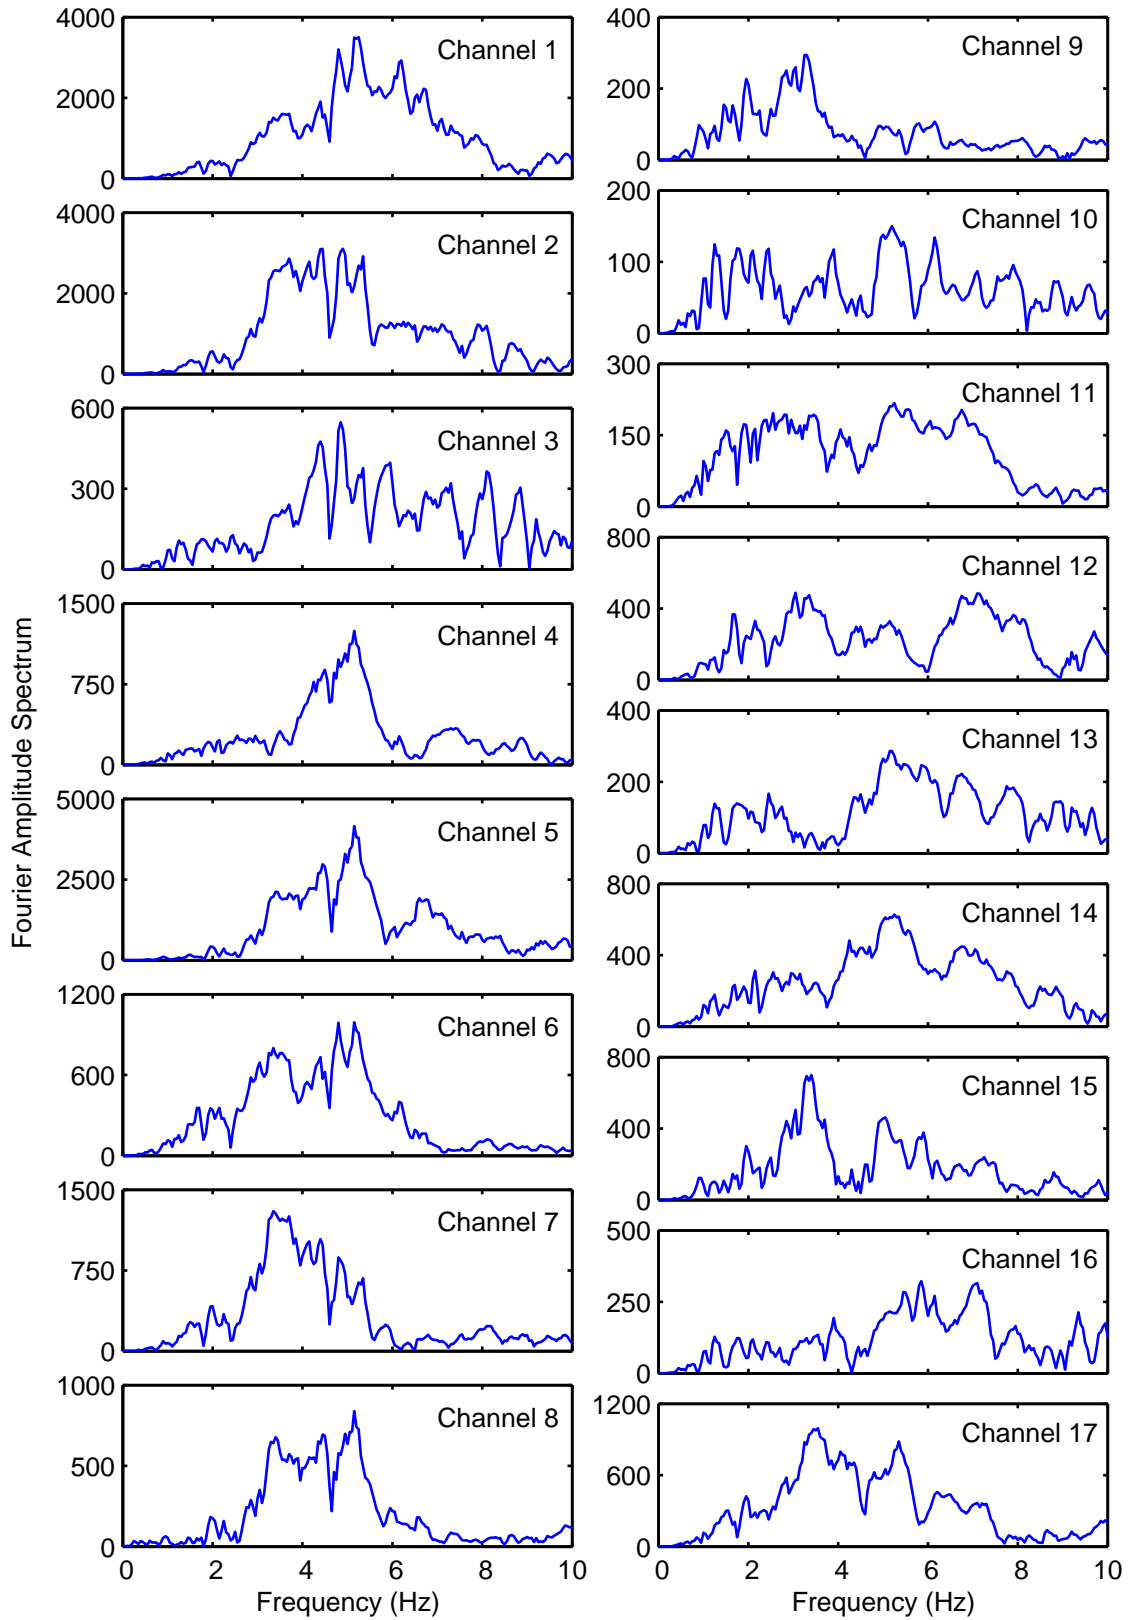 Fourier Amplitude Spectrum
4000
2000
0
Channel 1
4000
2000
0
Channel 2
600
300
0
Channel 3
1500
750
0
Channel 4
5000
2500
0
Channel 5
1200
600
0
Channel 6
1500
750
0
Channel 7
1000
500
0
Channel 8
0 2 4 6 8 10
Frequency (Hz)
400
200
0
Channel 9
200
100
0
Channel 10
300
150
0
Channel 11
800
400
0
Channel 12
400
200
0
Channel 13
800
400
0
Channel 14
800
400
0
Channel 15
500
250
0
Channel 16
1200
600
0
Channel 17
0 2 4 6 8 10
Frequency (Hz)